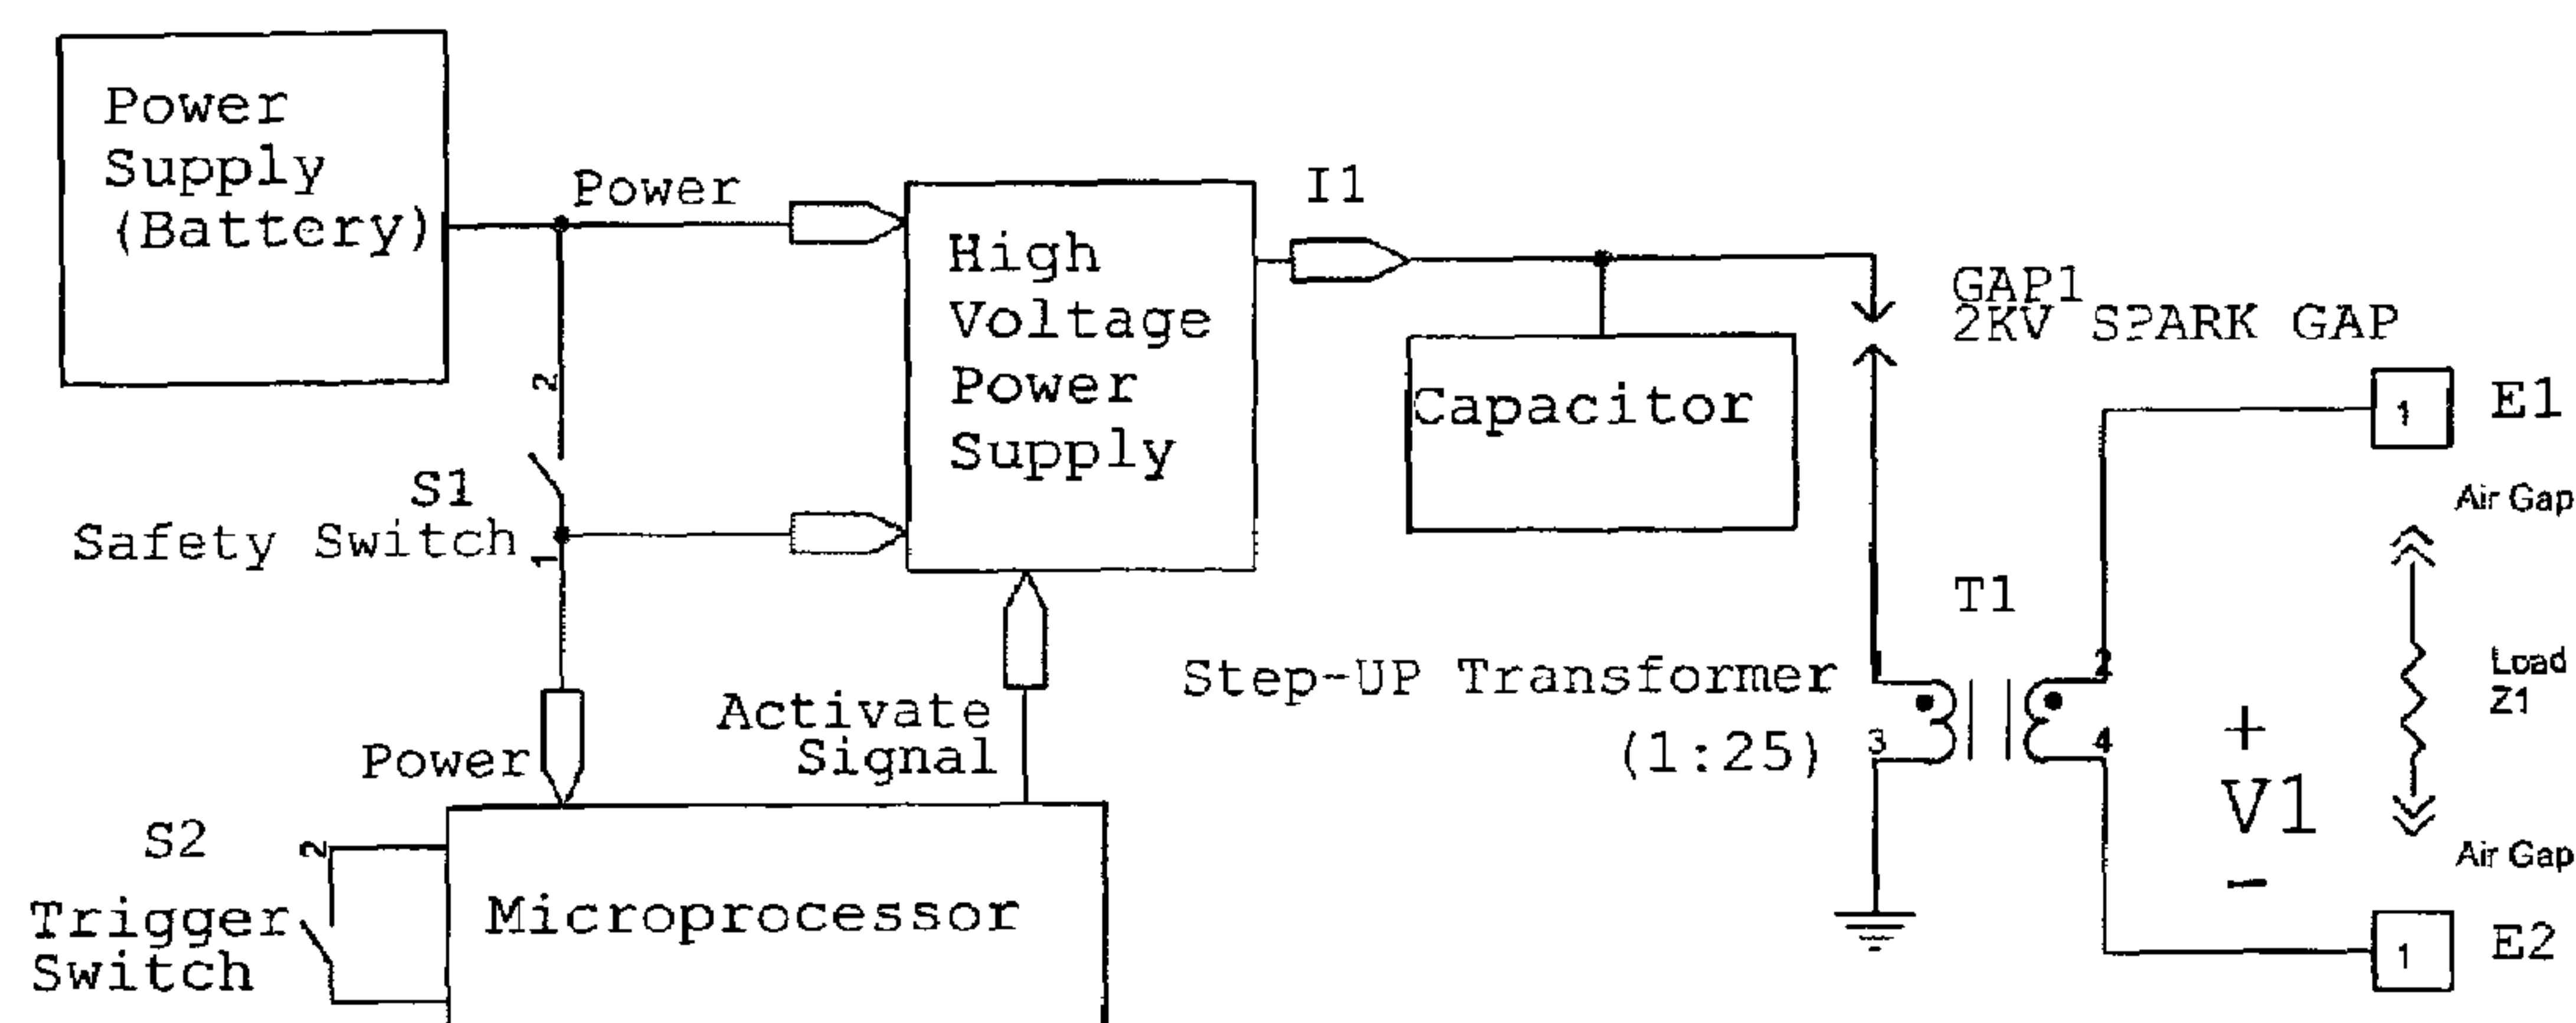 Power
Supply
(Battery)
Power
High
Voltage
Power
Supply
I1
GAP1
2KV SPARK GAP
Capacitor
E1
1
Air Gap
2
S1
Safety Switch
1
T1
Step-UP Transformer
(1:25)
1
3
2
4
+
V1
-
Load
Z1
Air Gap
Activate
Signal
Power
S2
2
Trigger
Switch
Microprocessor
1
E2